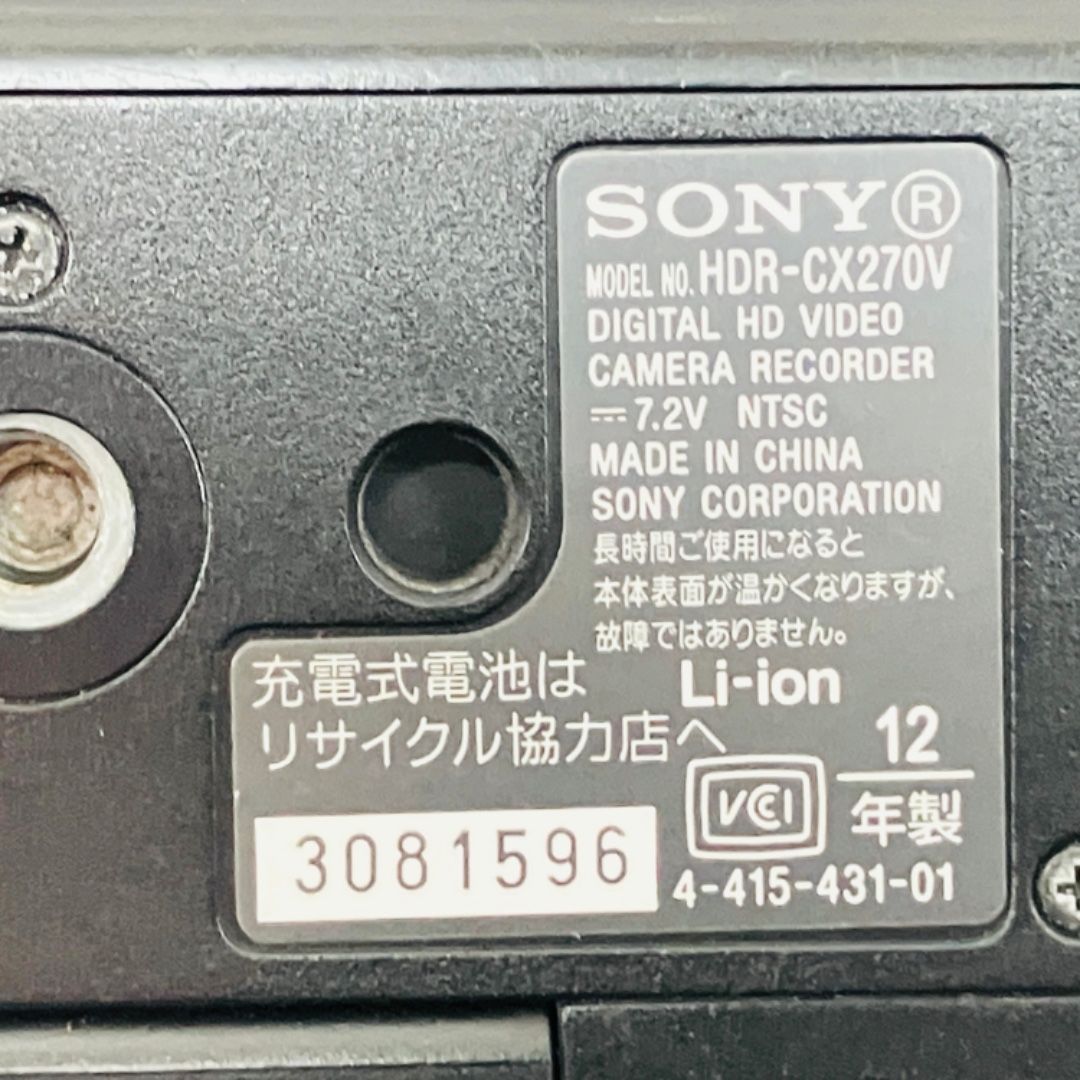 SONY®
MODEL NO. HDR-CX270V
DIGITAL HD VIDEO
CAMERA RECORDER
⎓7.2V NTSC
MADE IN CHINA
SONY CORPORATION
長時間ご使用になると
本体表面が温かくなりますが、
故障ではありません。
充電式電池は
リサイクル協力店へ
Li-ion
12
年製
VCCI
3081596
4-415-431-01